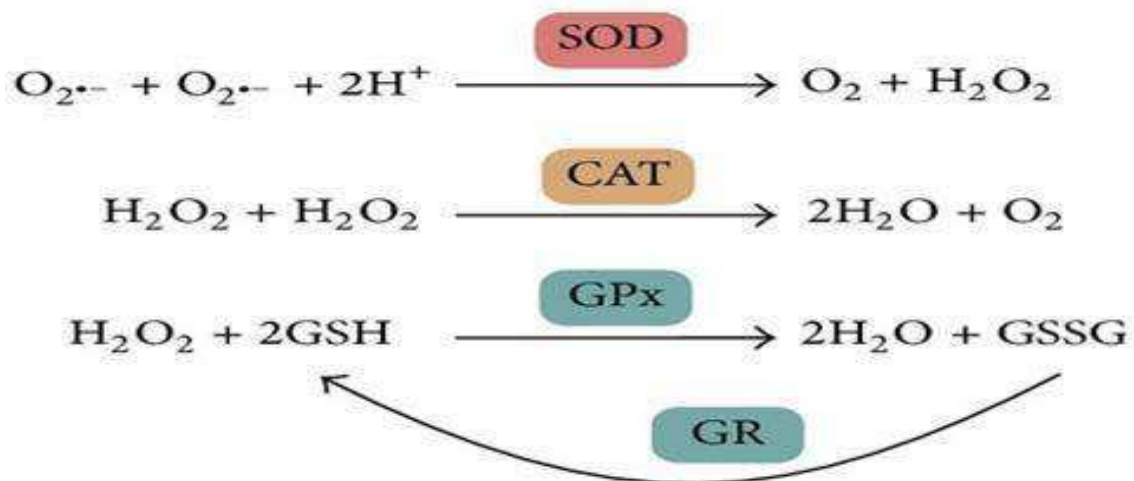 SOD
O₂•− + O₂•− + 2H⁺ → O₂ + H₂O₂
CAT
H₂O₂ + H₂O₂ → 2H₂O + O₂
GPx
H₂O₂ + 2GSH → 2H₂O + GSSG
GR